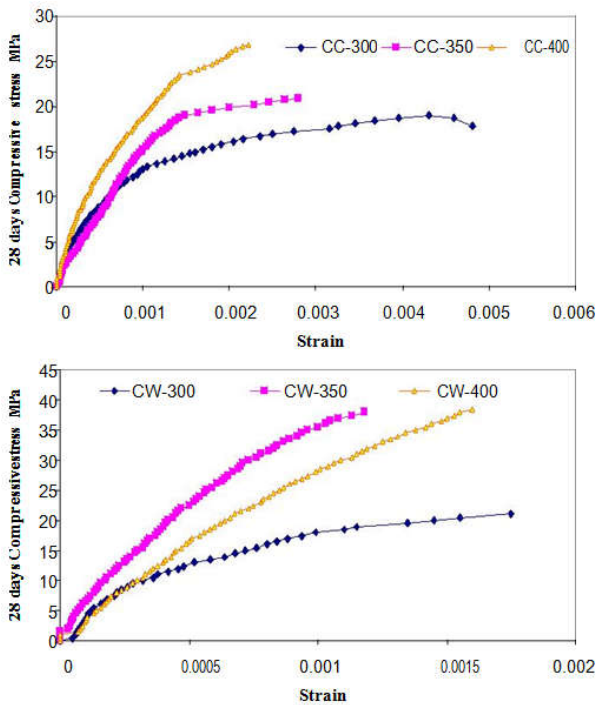 30
25
20
15
10
5
0
CC-300 CC-350 CC-400
28 days Compressive stress MPa
0 0.001 0.002 0.003 0.004 0.005 0.006
Strain
45
40
35
30
25
20
15
10
5
0
CW-300 CW-350 CW-400
28 days Compressivestress MPa
0 0.0005 0.001 0.0015 0.002
Strain